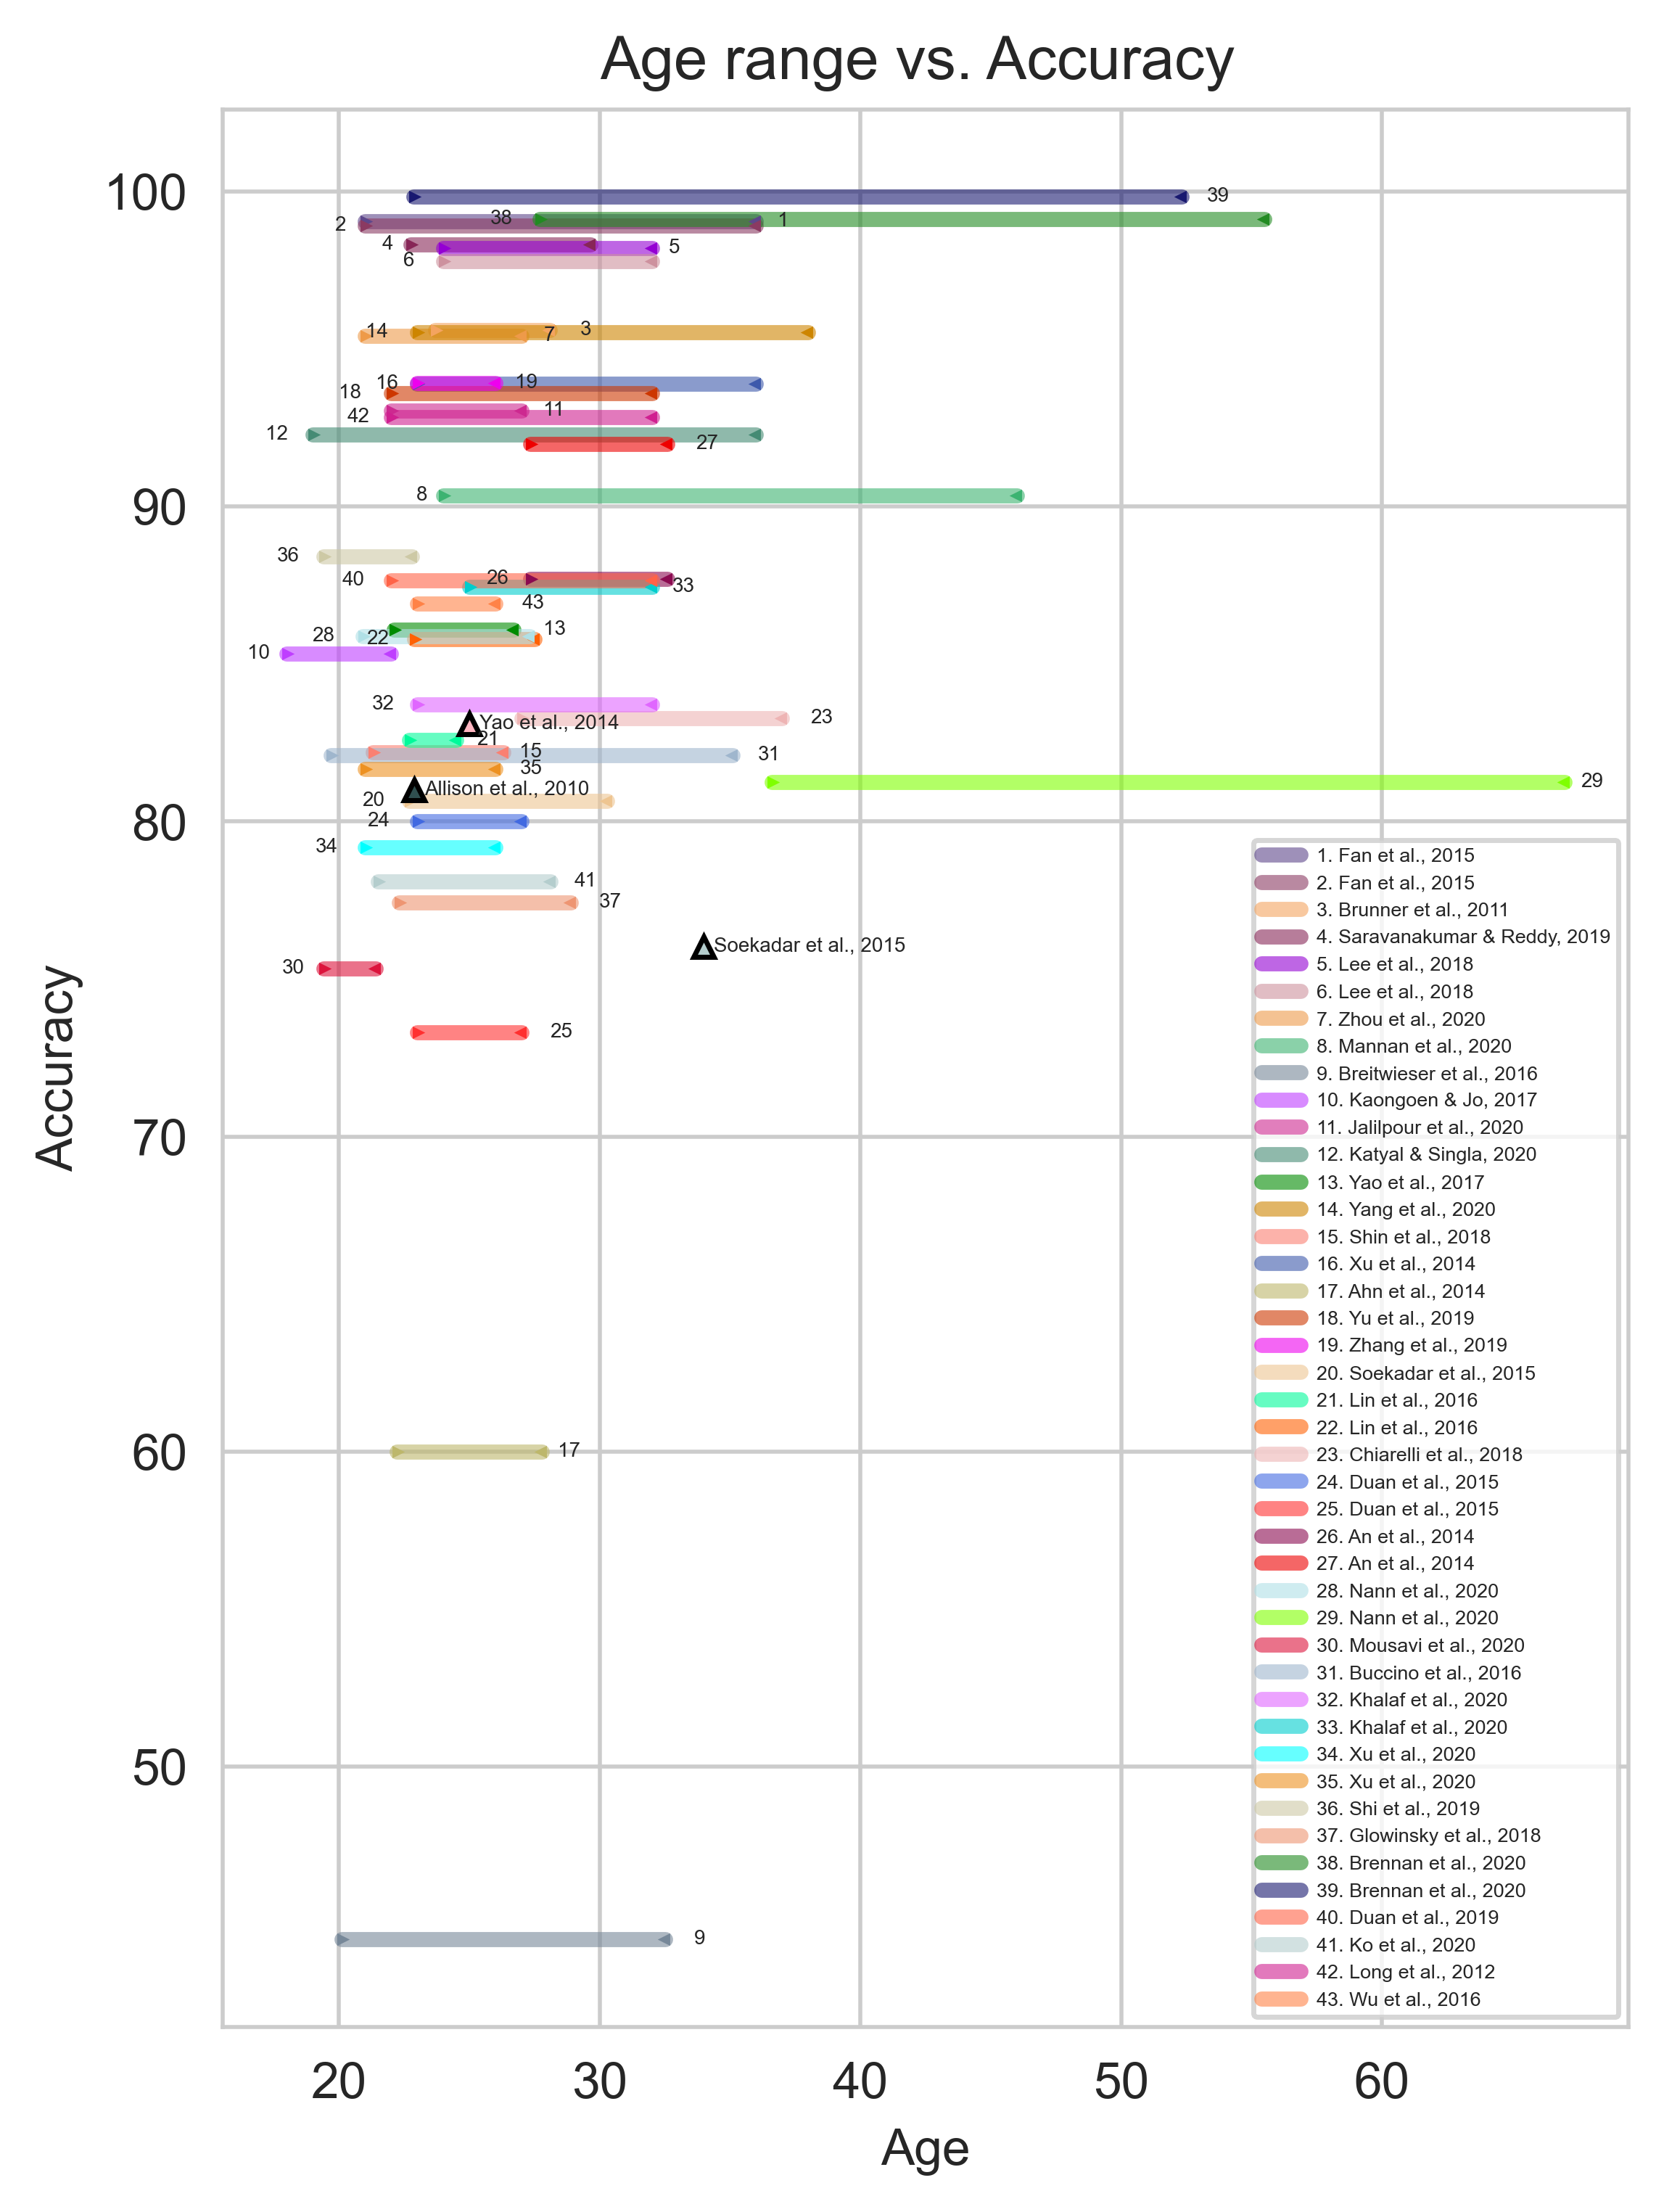 Age range vs. Accuracy
100
39
2
38
1
4
5
6
14
3
7
16
19
18
11
42
12
27
90
8
36
40
26
33
43
28
22
13
10
32
Yao et al., 2014
23
21
15
31
35
Allison et al., 2010
29
20
80
24
34
41
37
Soekadar et al., 2015
30
25
70
17
60
50
9
Accuracy
1. Fan et al., 2015
2. Fan et al., 2015
3. Brunner et al., 2011
4. Saravanakumar & Reddy, 2019
5. Lee et al., 2018
6. Lee et al., 2018
7. Zhou et al., 2020
8. Mannan et al., 2020
9. Breitwieser et al., 2016
10. Kaongoen & Jo, 2017
11. Jalilpour et al., 2020
12. Katyal & Singla, 2020
13. Yao et al., 2017
14. Yang et al., 2020
15. Shin et al., 2018
16. Xu et al., 2014
17. Ahn et al., 2014
18. Yu et al., 2019
19. Zhang et al., 2019
20. Soekadar et al., 2015
21. Lin et al., 2016
22. Lin et al., 2016
23. Chiarelli et al., 2018
24. Duan et al., 2015
25. Duan et al., 2015
26. An et al., 2014
27. An et al., 2014
28. Nann et al., 2020
29. Nann et al., 2020
30. Mousavi et al., 2020
31. Buccino et al., 2016
32. Khalaf et al., 2020
33. Khalaf et al., 2020
34. Xu et al., 2020
35. Xu et al., 2020
36. Shi et al., 2019
37. Glowinsky et al., 2018
38. Brennan et al., 2020
39. Brennan et al., 2020
40. Duan et al., 2019
41. Ko et al., 2020
42. Long et al., 2012
43. Wu et al., 2016
20 30 40 50 60
Age